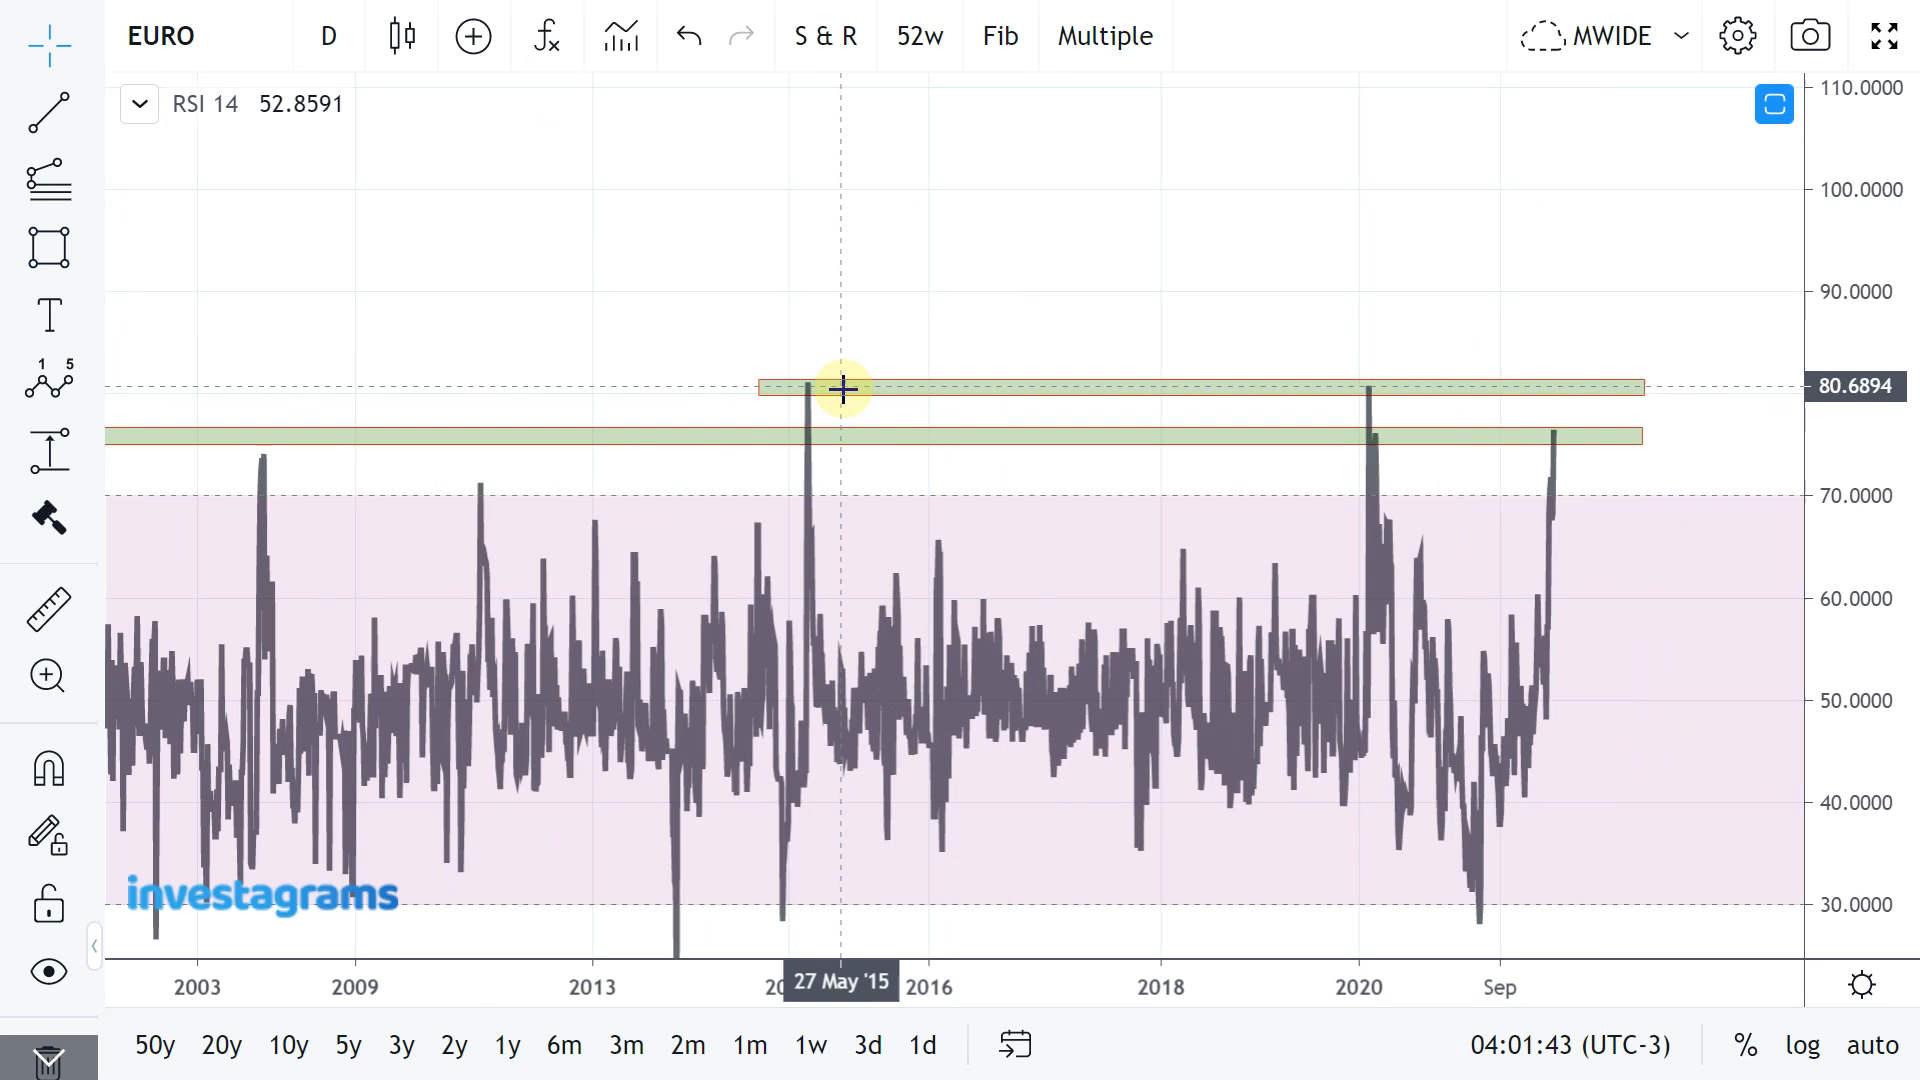 EURO D S & R 52w Fib Multiple MWIDE
RSI 14 52.8591
110.0000
100.0000
90.0000
80.6894
70.0000
60.0000
50.0000
40.0000
30.0000
1 5
investagrams
2003 2009 2013 27 May '15 2016 2018 2020 Sep
50y 20y 10y 5y 3y 2y 1y 6m 3m 2m 1m 1w 3d 1d 04:01:43 (UTC-3) % log auto